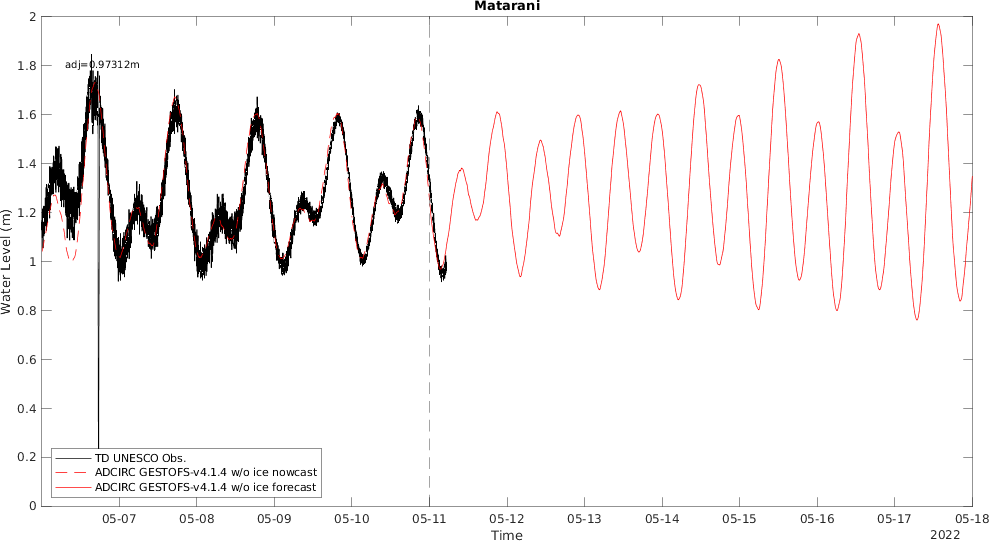 Matarani
2
1.8
1.6
1.4
1.2
1
0.8
0.6
0.4
0.2
0
Water Level (m)
adj=0.97312m
TD UNESCO Obs.
ADCIRC GESTOFS-v4.1.4 w/o ice nowcast
ADCIRC GESTOFS-v4.1.4 w/o ice forecast
05-07 05-08 05-09 05-10 05-11 05-12 05-13 05-14 05-15 05-16 05-17 05-18
Time
2022